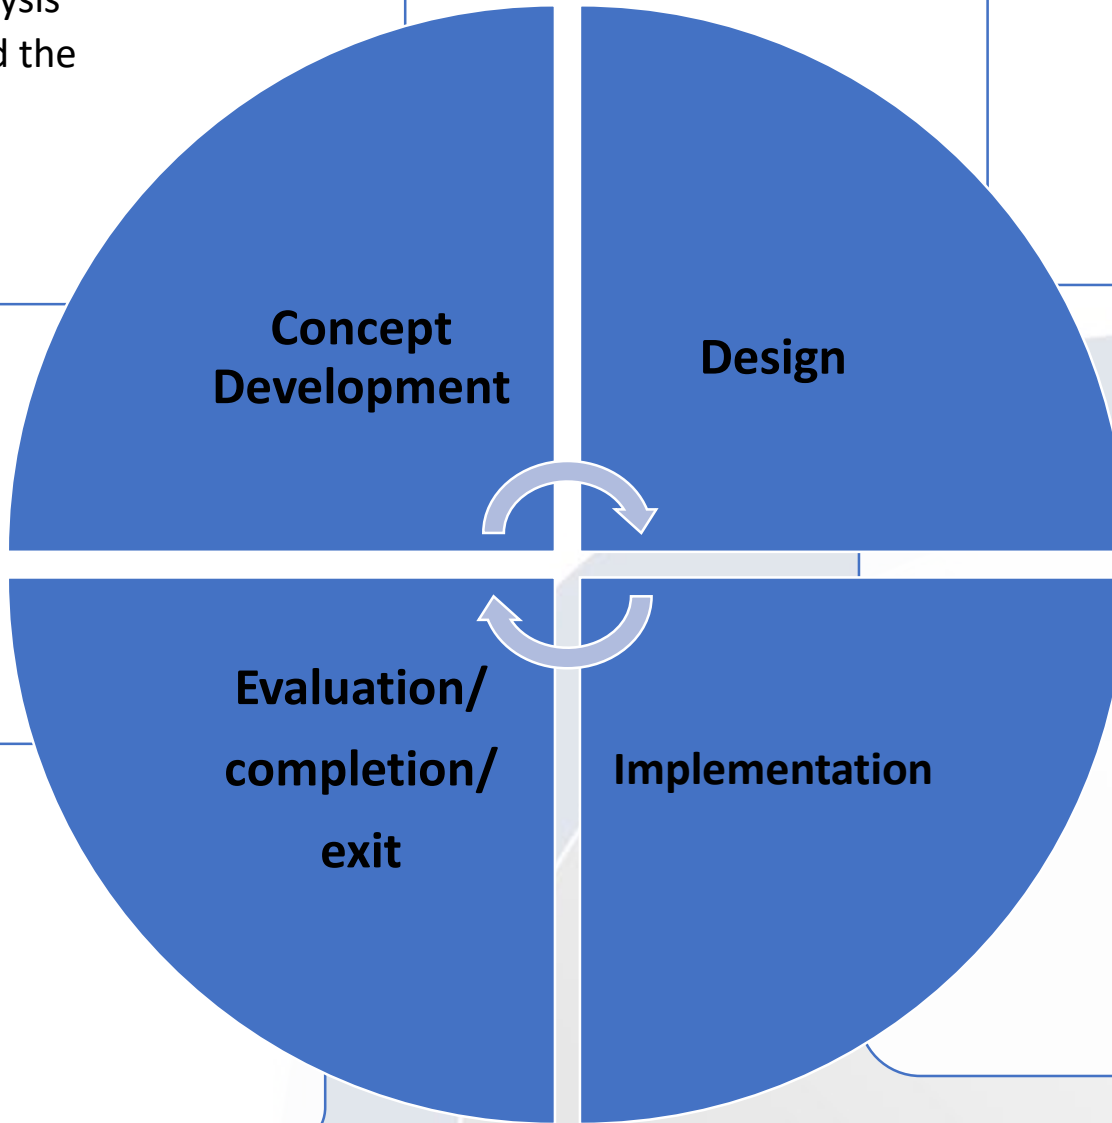 d the
Concept
Development
Design
Evaluation/
completion/
exit
Implementation